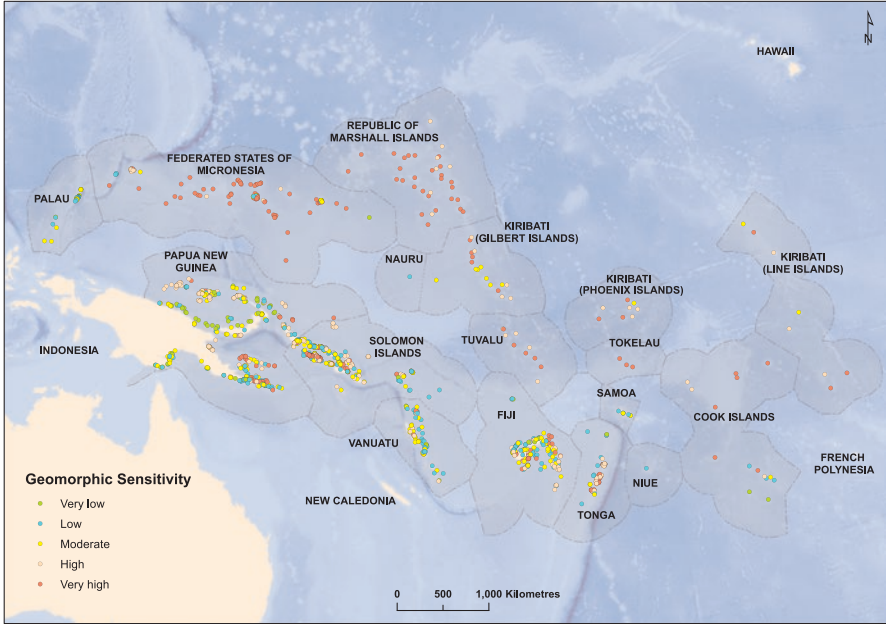 N
HAWAII
REPUBLIC OF
MARSHALL ISLANDS
FEDERATED STATES OF
MICRONESIA
PALAU
KIRIBATI
(GILBERT ISLANDS)
NAURU
PAPUA NEW
GUINEA
KIRIBATI
(LINE ISLANDS)
KIRIBATI
(PHOENIX ISLANDS)
INDONESIA
SOLOMON
ISLANDS
TUVALU
TOKELAU
SAMOA
FIJI
COOK ISLANDS
VANUATU
FRENCH
POLYNESIA
NIUE
NEW CALEDONIA
TONGA
Geomorphic Sensitivity
Very low
Low
Moderate
High
Very high
0 500 1,000 Kilometres